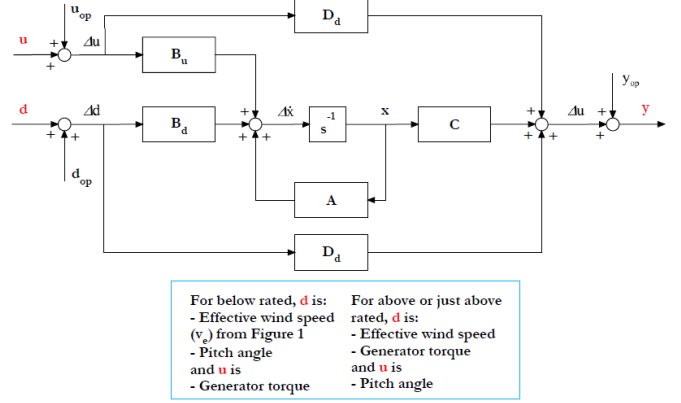 u_op
D_d
u
+
Δu
+
B_u
y_op
d
Δd
B_d
+
Δẋ
s^-1
x
C
+
Δu
+
y
+
+
+
+
+
+
+
d_op
A
D_d
For below rated, d is:
- Effective wind speed
(v_e) from Figure 1
- Pitch angle
and u is
- Generator torque
For above or just above
rated, d is:
- Effective wind speed
- Generator torque
and u is
- Pitch angle